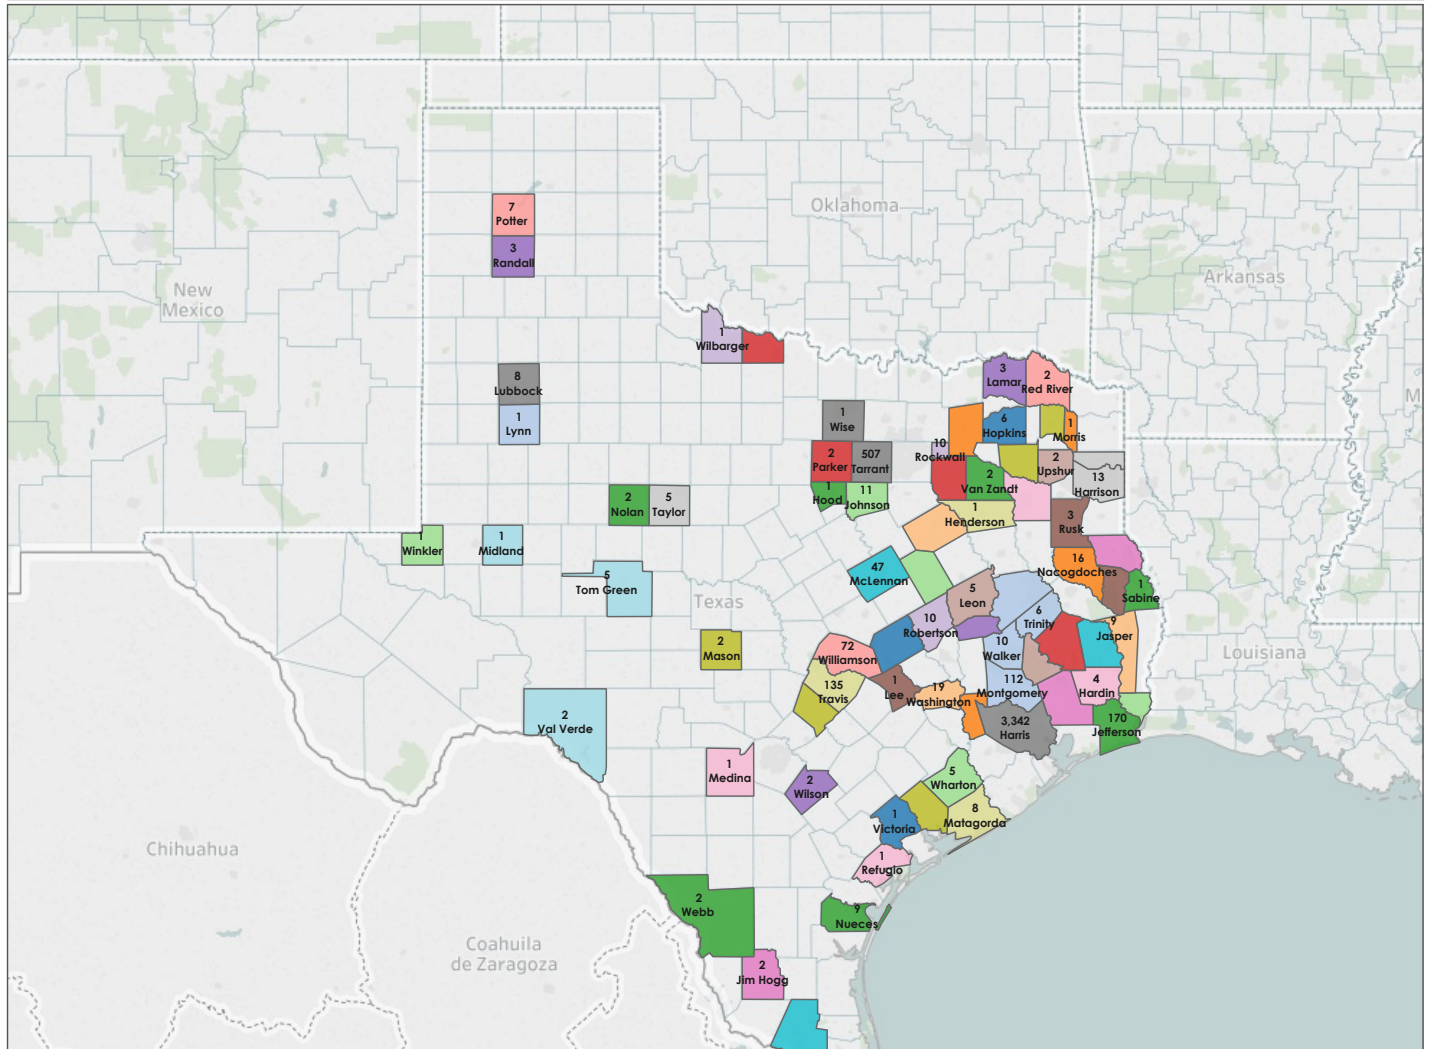 Oklahoma
Arkansas
New
Mexico
7
Potter
3
Randall
1
Wilbarger
8
Lubbock
1
Lynn
3
Lamar
2
Red River
1
Wise
6
Hopkins
1
Morris
10
Rockwall
2
Parker
507
Tarrant
2
Upshur
2
Van Zandt
13
Harrison
1
Hood
11
Johnson
2
Nolan
5
Taylor
1
Henderson
3
Rusk
1
Winkler
1
Midland
47
McLennan
16
Nacogdoches
5
Tom Green
Texas
5
Leon
1
Sabine
6
Trinity
10
Robertson
9
Jasper
2
Mason
72
Williamson
10
Walker
Louisiana
135
Travis
1
Lee
19
Washington
112
Montgomery
4
Hardin
2
Val Verde
3,342
Harris
170
Jefferson
1
Medina
2
Wilson
5
Wharton
1
Victoria
8
Matagorda
Chihuahua
1
Refugio
2
Webb
9
Nueces
Coahuila
de Zaragoza
2
Jim Hogg
M